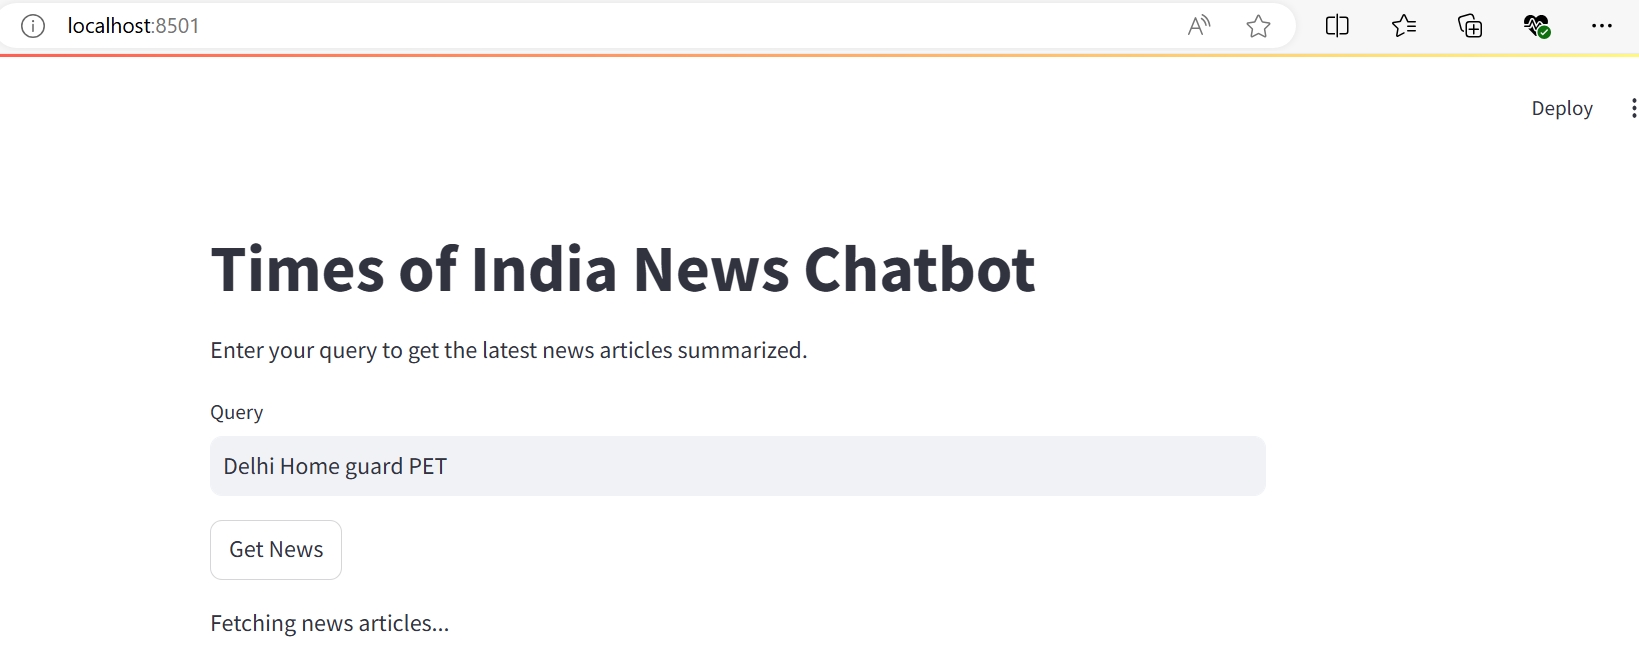 localhost:8501
Deploy
Times of India News Chatbot
Enter your query to get the latest news articles summarized.
Query
Delhi Home guard PET
Get News
Fetching news articles...